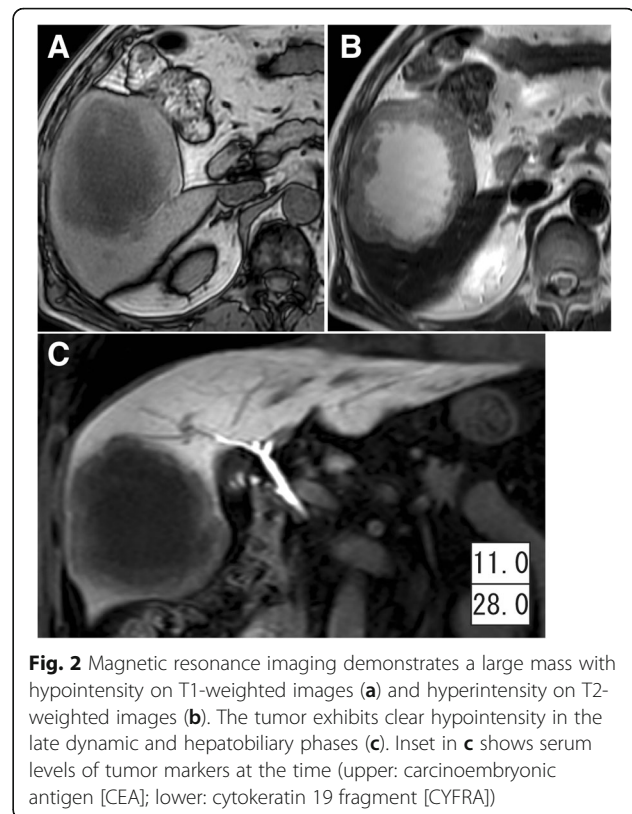 A
B
C
11.0
28.0
Fig. 2 Magnetic resonance imaging demonstrates a large mass with
hypointensity on T1-weighted images (a) and hyperintensity on T2-
weighted images (b). The tumor exhibits clear hypointensity in the
late dynamic and hepatobiliary phases (c). Inset in c shows serum
levels of tumor markers at the time (upper: carcinoembryonic
antigen [CEA]; lower: cytokeratin 19 fragment [CYFRA])